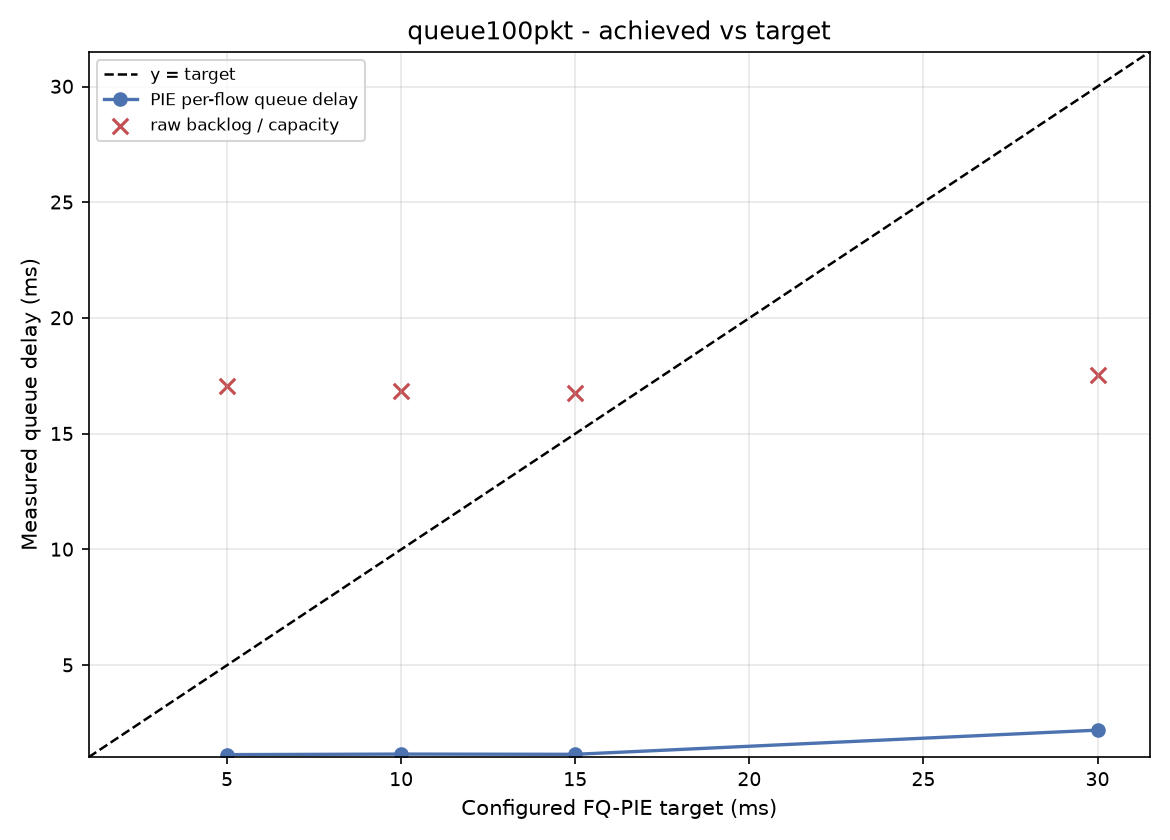 queue100pkt - achieved vs target
y = target
PIE per-flow queue delay
raw backlog / capacity
Measured queue delay (ms)
30
25
20
15
10
5
5
10
15
20
25
30
Configured FQ-PIE target (ms)